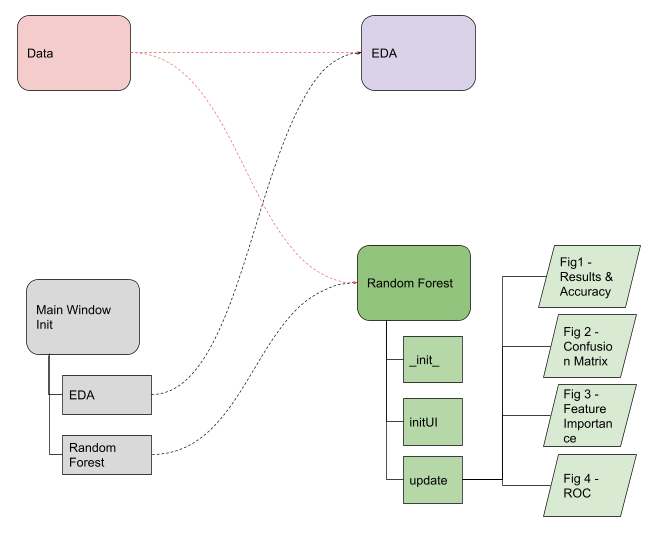 Data
EDA
Main Window
Init
EDA
Random
Forest
Random Forest
_init_
initUI
update
Fig1 -
Results &
Accuracy
Fig 2 -
Confusio
n Matrix
Fig 3 -
Feature
Importan
ce
Fig 4 -
ROC